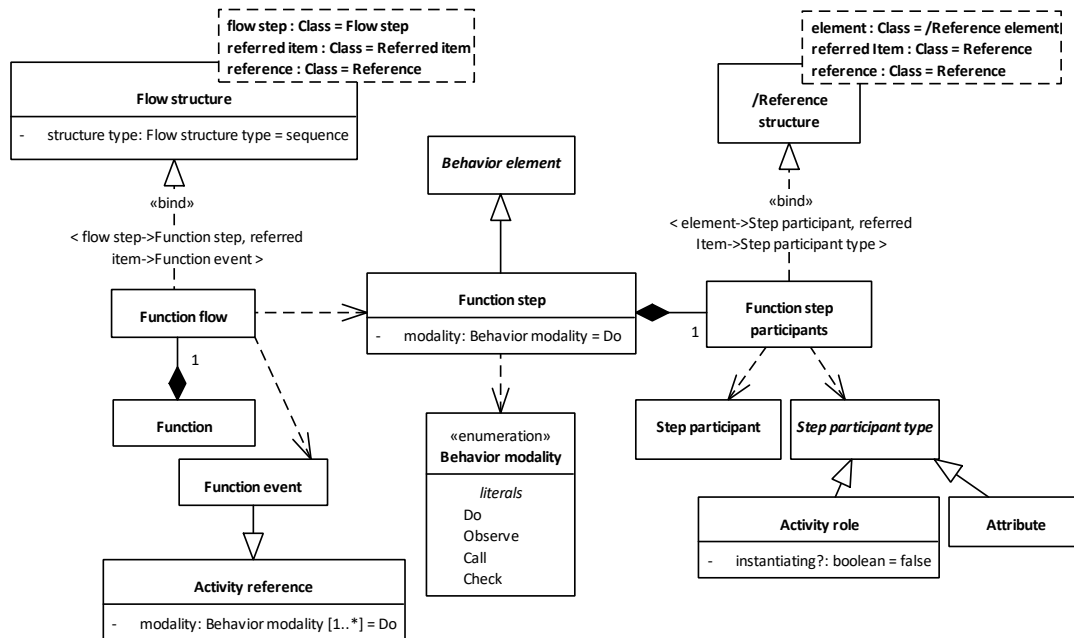 flow step : Class = Flow step
referred item : Class = Referred item
reference : Class = Reference
Flow structure
- structure type: Flow structure type = sequence
«bind»
< flow step->Function step, referred
item->Function event >
Function flow
1
Function
Function event
Activity reference
- modality: Behavior modality [1..*] = Do
Behavior element
Function step
- modality: Behavior modality = Do
«enumeration»
Behavior modality
literals
Do
Observe
Call
Check
element : Class = /Reference element
referred Item : Class = Reference
reference : Class = Reference
/Reference
structure
«bind»
< element->Step participant, referred
Item->Step participant type >
1
Function step
participants
Step participant
Step participant type
Activity role
- instantiating?: boolean = false
Attribute